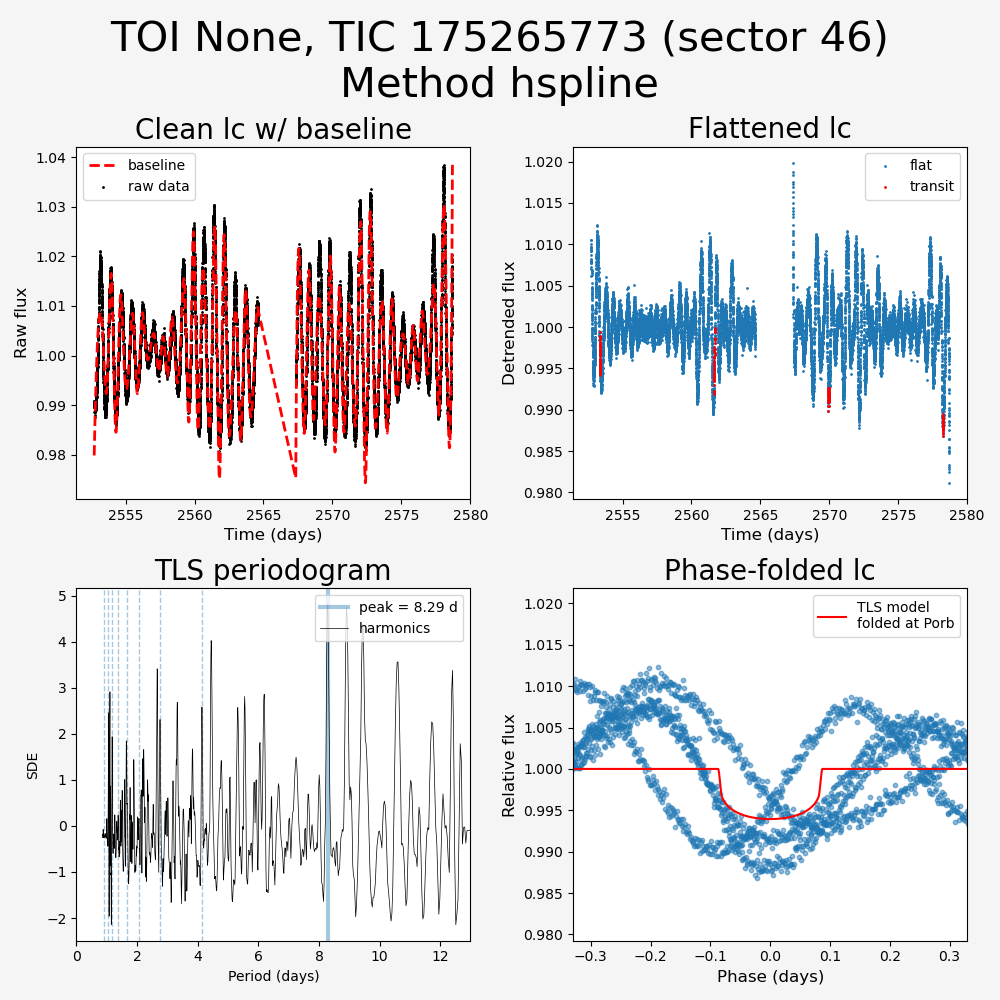 TOI None, TIC 175265773 (sector 46)
Method hspline
Clean lc w/ baseline
baseline
raw data
1.04
1.03
1.02
1.01
1.00
0.99
0.98
Raw flux
2555
2560
2565
2570
2575
2580
Time (days)
Flattened lc
flat
transit
1.020
1.015
1.010
1.005
1.000
0.995
0.990
0.985
0.980
Detrended flux
2555
2560
2565
2570
2575
2580
Time (days)
TLS periodogram
peak = 8.29 d
harmonics
5
4
3
2
1
0
−1
−2
SDE
0
2
4
6
8
10
12
Period (days)
Phase-folded lc
TLS model
folded at Porb
1.020
1.015
1.010
1.005
1.000
0.995
0.990
0.985
0.980
Relative flux
−0.3
−0.2
−0.1
0.0
0.1
0.2
0.3
Phase (days)